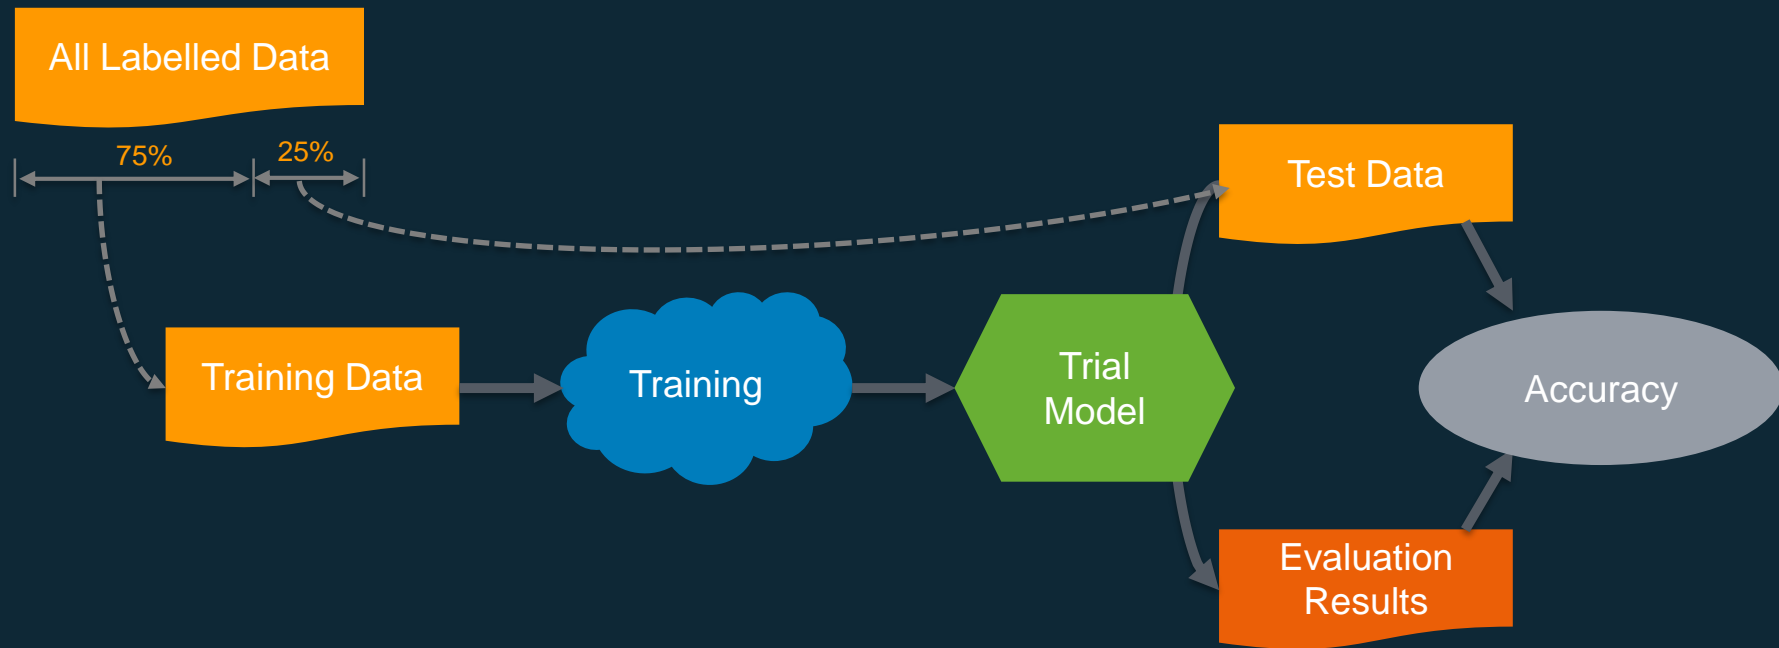 All Labelled Data
75%
25%
Test Data
Training Data
Training
Trial
Model
Accuracy
Evaluation
Results